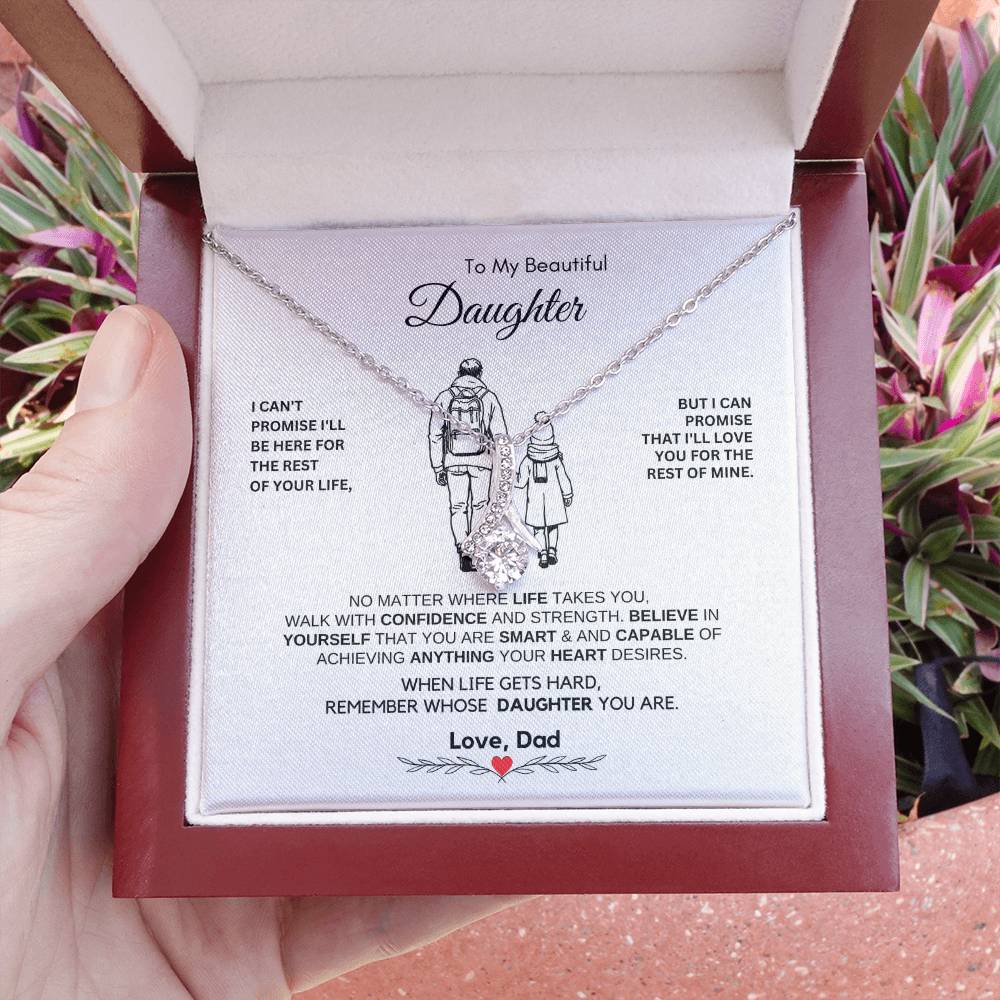 To My Beautiful
Daughter
I CAN'T
PROMISE I'LL
BE HERE FOR
THE REST
OF YOUR LIFE,
BUT I CAN
PROMISE
THAT I'LL LOVE
YOU FOR THE
REST OF MINE.
NO MATTER WHERE LIFE TAKES YOU,
WALK WITH CONFIDENCE AND STRENGTH. BELIEVE IN
YOURSELF THAT YOU ARE SMART & AND CAPABLE OF
ACHIEVING ANYTHING YOUR HEART DESIRES.
WHEN LIFE GETS HARD,
REMEMBER WHOSE DAUGHTER YOU ARE.
Love, Dad